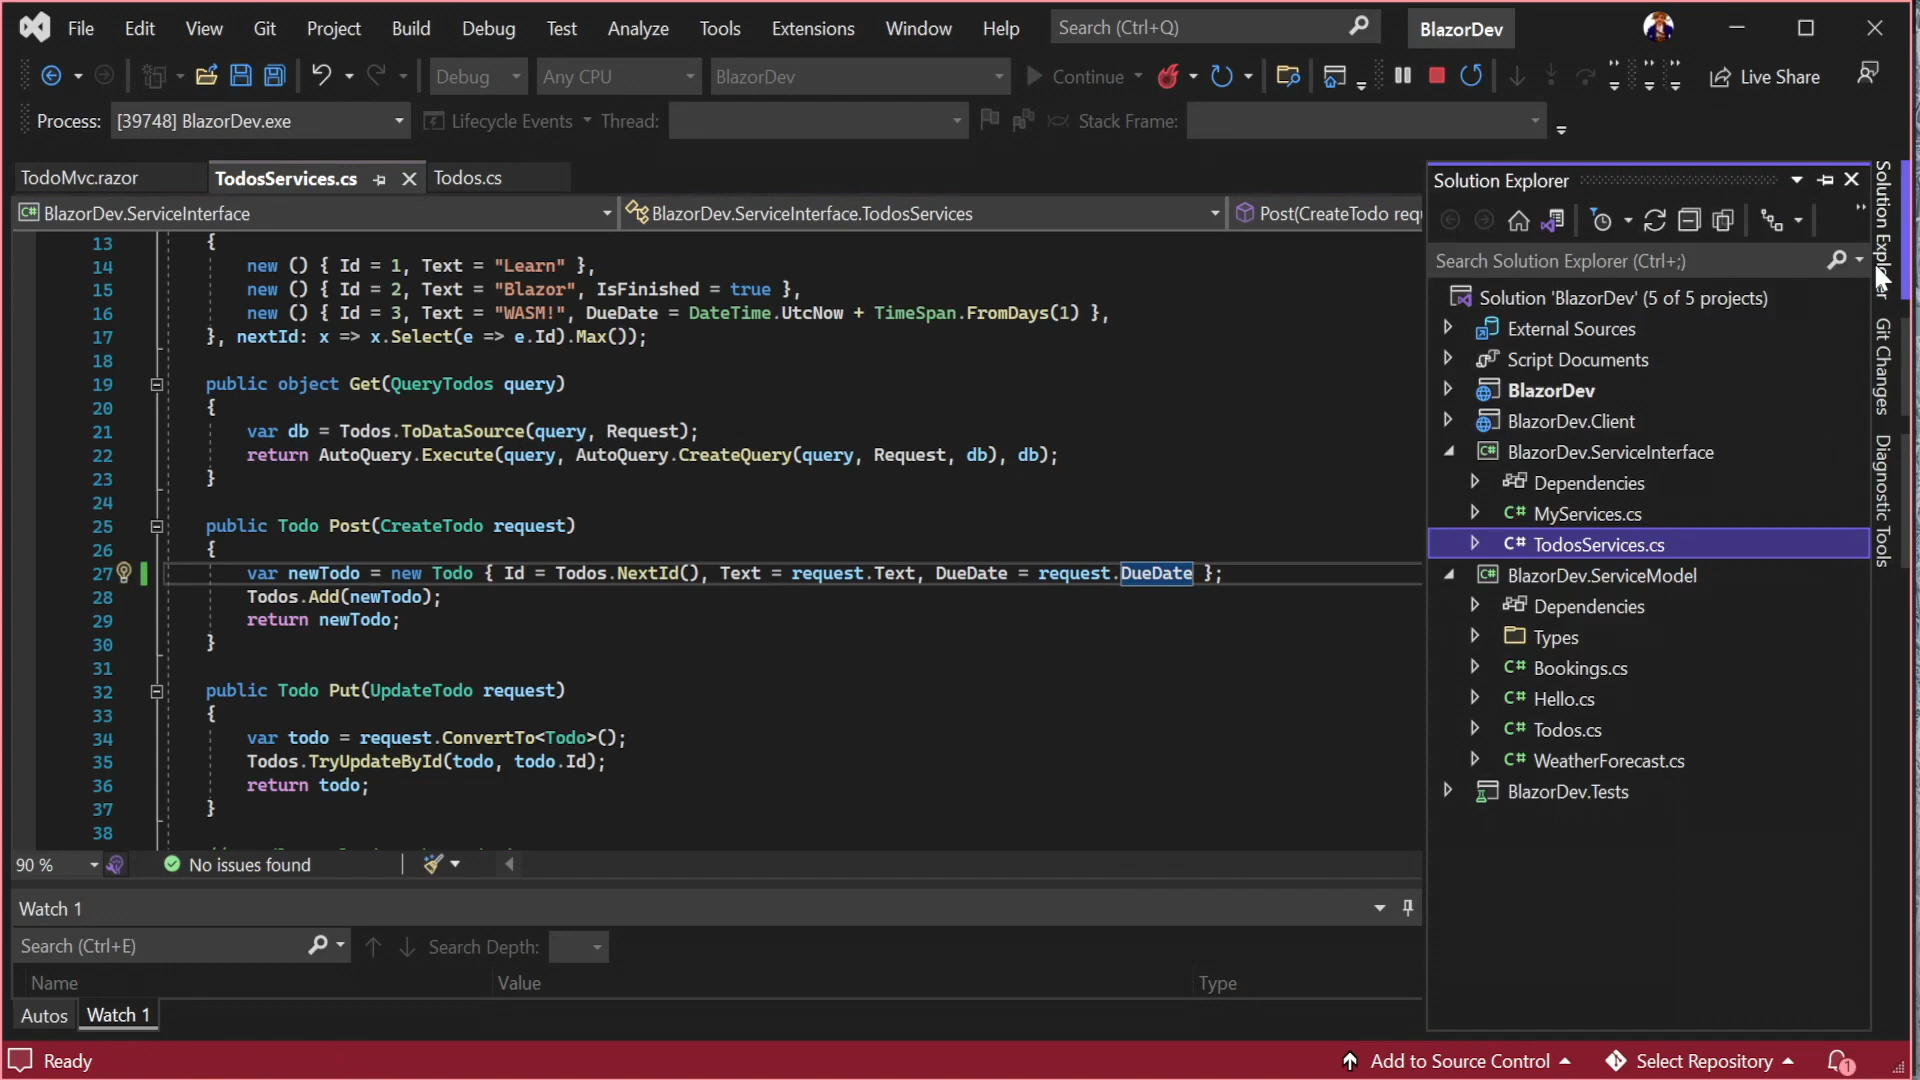 File Edit View Git Project Build Debug Test Analyze Tools Extensions Window Help Search (Ctrl+Q) BlazorDev
Debug Any CPU BlazorDev Continue Live Share
Process: [39748] BlazorDev.exe Lifecycle Events Thread: Stack Frame:
TodoMvc.razor TodosServices.cs Todos.cs
BlazorDev.ServiceInterface BlazorDev.ServiceInterface.TodosServices Post(CreateTodo requ
13 {
14 new () { Id = 1, Text = "Learn" },
15 new () { Id = 2, Text = "Blazor", IsFinished = true },
16 new () { Id = 3, Text = "WASM!", DueDate = DateTime.UtcNow + TimeSpan.FromDays(1) },
17 }, nextId: x => x.Select(e => e.Id).Max());
18
19 public object Get(QueryTodos query)
20 {
21 var db = Todos.ToDataSource(query, Request);
22 return AutoQuery.Execute(query, AutoQuery.CreateQuery(query, Request, db), db);
23 }
24
25 public Todo Post(CreateTodo request)
26 {
27 var newTodo = new Todo { Id = Todos.NextId(), Text = request.Text, DueDate = request.DueDate };
28 Todos.Add(newTodo);
29 return newTodo;
30 }
31
32 public Todo Put(UpdateTodo request)
33 {
34 var todo = request.ConvertTo<Todo>();
35 Todos.TryUpdateById(todo, todo.Id);
36 return todo;
37 }
38
90 % No issues found
Watch 1
Search (Ctrl+E) Search Depth:
Name Value Type
Autos Watch 1
Solution Explorer
Search Solution Explorer (Ctrl+;)
Solution 'BlazorDev' (5 of 5 projects)
External Sources
Script Documents
BlazorDev
BlazorDev.Client
C# BlazorDev.ServiceInterface
Dependencies
C# MyServices.cs
C# TodosServices.cs
C# BlazorDev.ServiceModel
Dependencies
Types
C# Bookings.cs
C# Hello.cs
C# Todos.cs
C# WeatherForecast.cs
BlazorDev.Tests
Solution Explorer
Git Changes
Diagnostic Tools
Ready Add to Source Control Select Repository 1